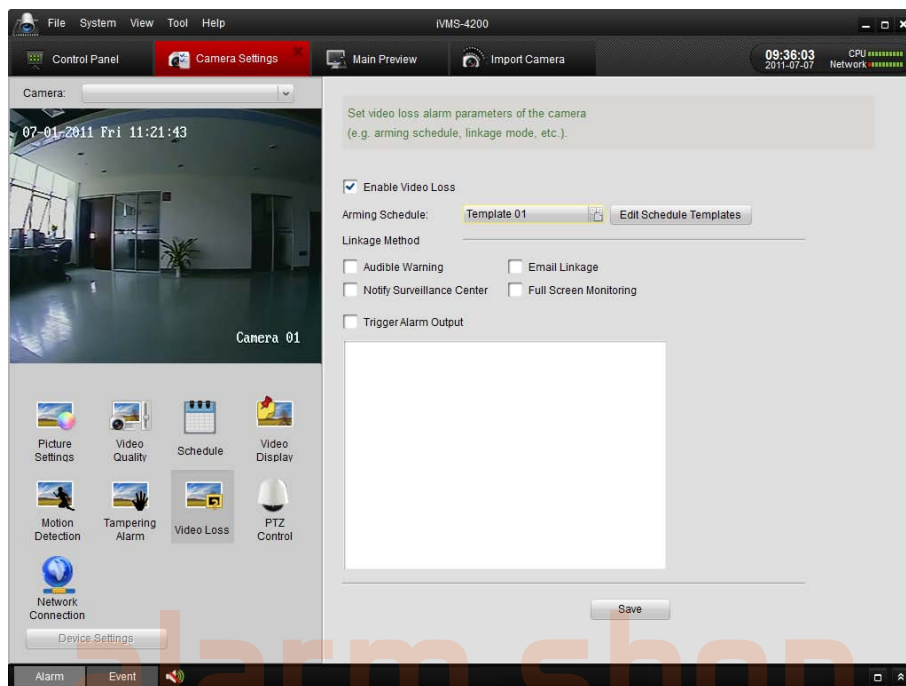 File System View Tool Help
iVMS-4200
Control Panel
Camera Settings
Main Preview
Import Camera
09:36:03
2011-07-07
CPU
Network
Camera:
07-01-2011 Fri 11:21:43
Camera 01
Picture Settings
Video Quality
Schedule
Video Display
Motion Detection
Tampering Alarm
Video Loss
PTZ Control
Network Connection
Device Settings
Set video loss alarm parameters of the camera
(e.g. arming schedule, linkage mode, etc.).
Enable Video Loss
Arming Schedule: Template 01 Edit Schedule Templates
Linkage Method
Audible Warning Email Linkage
Notify Surveillance Center Full Screen Monitoring
Trigger Alarm Output
Save
Alarm Event
alarm shop